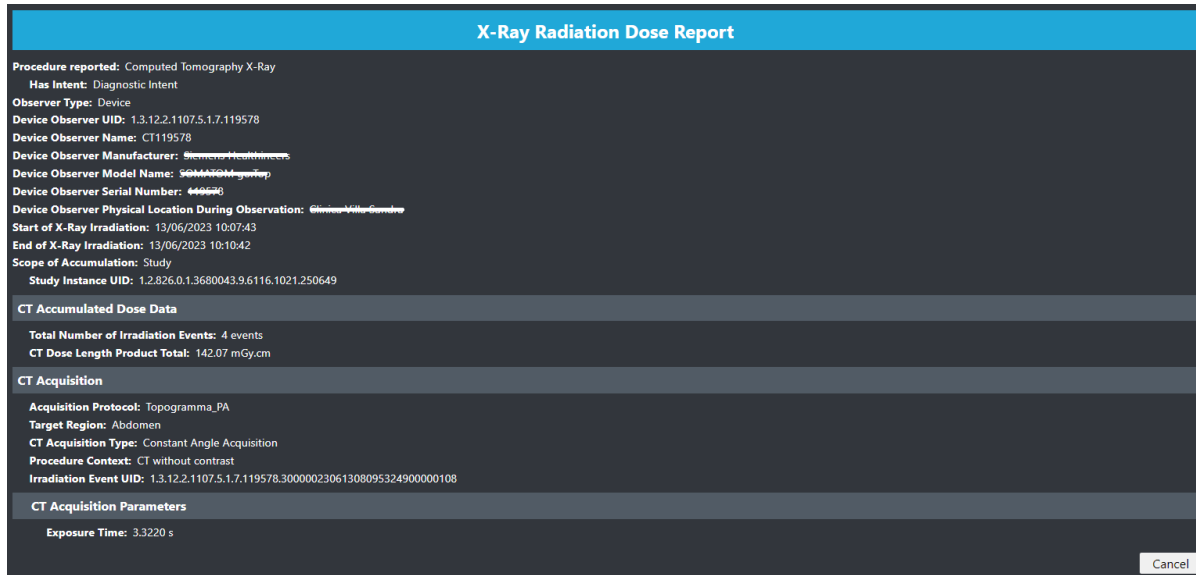 X-Ray Radiation Dose Report
Procedure reported: Computed Tomography X-Ray
Has Intent: Diagnostic Intent
Observer Type: Device
Device Observer UID: 1.3.12.2.1107.5.1.7.119578
Device Observer Name: CT119578
Device Observer Manufacturer:
Device Observer Model Name:
Device Observer Serial Number:
Device Observer Physical Location During Observation:
Start of X-Ray Irradiation: 13/06/2023 10:07:43
End of X-Ray Irradiation: 13/06/2023 10:10:42
Scope of Accumulation: Study
Study Instance UID: 1.2.826.0.1.3680043.9.6116.1021.250649
CT Accumulated Dose Data
Total Number of Irradiation Events: 4 events
CT Dose Length Product Total: 142.07 mGy.cm
CT Acquisition
Acquisition Protocol: Topogramma_PA
Target Region: Abdomen
CT Acquisition Type: Constant Angle Acquisition
Procedure Context: CT without contrast
Irradiation Event UID: 1.3.12.2.1107.5.1.7.119578.30000023061308095324900000108
CT Acquisition Parameters
Exposure Time: 3.3220 s
Cancel